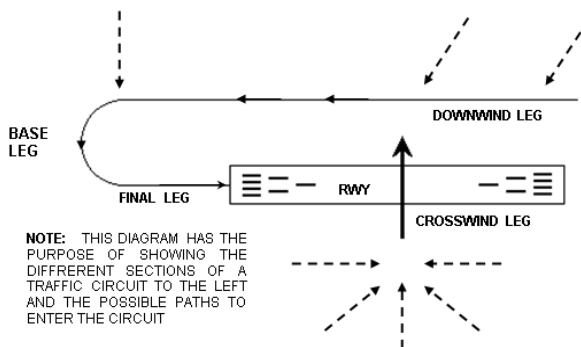 DOWNWIND LEG
BASE
LEG
FINAL LEG
RWY
CROSSWIND LEG
NOTE: THIS DIAGRAM HAS THE
PURPOSE OF SHOWING THE
DIFFRERENT SECTIONS OF A
TRAFFIC CIRCUIT TO THE LEFT
AND THE POSSIBLE PATHS TO
ENTER THE CIRCUIT